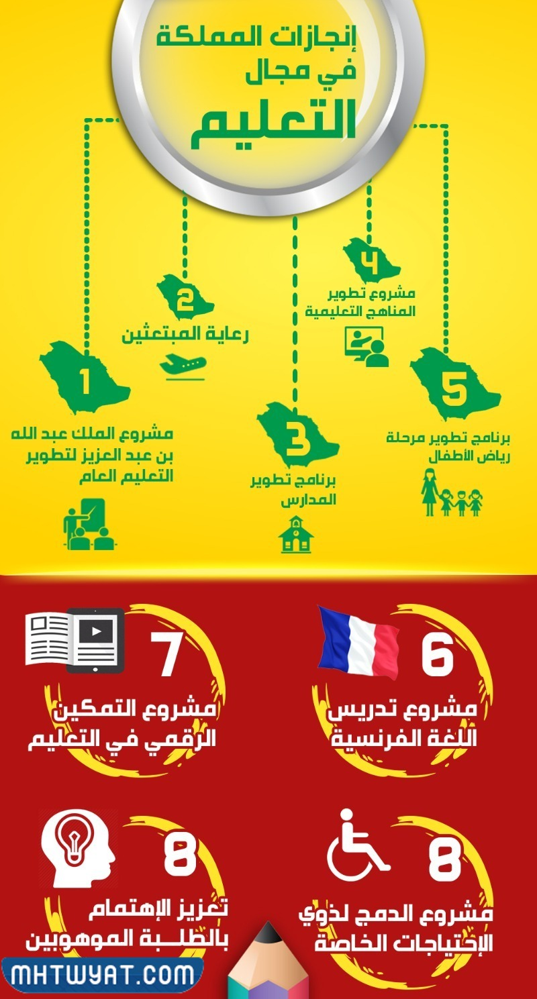 إنجازات المملكة
في مجال
التعليم
1
مشروع الملك عبد الله
بن عبد العزيز لتطوير
التعليم العام
2
رعاية المبتعثين
3
برنامج تطوير
المدارس
4
مشروع تطوير
المناهج التعليمية
5
برنامج تطوير مرحلة
رياض الأطفال
6
مشروع تدريس
اللغة الفرنسية
7
مشروع التمكين
الرقمي في التعليم
8
مشروع الدمج لذوي
الإحتياجات الخاصة
8
تعزيز الإهتمام
بالطلبة الموهوبين
MHTWYAT.COM